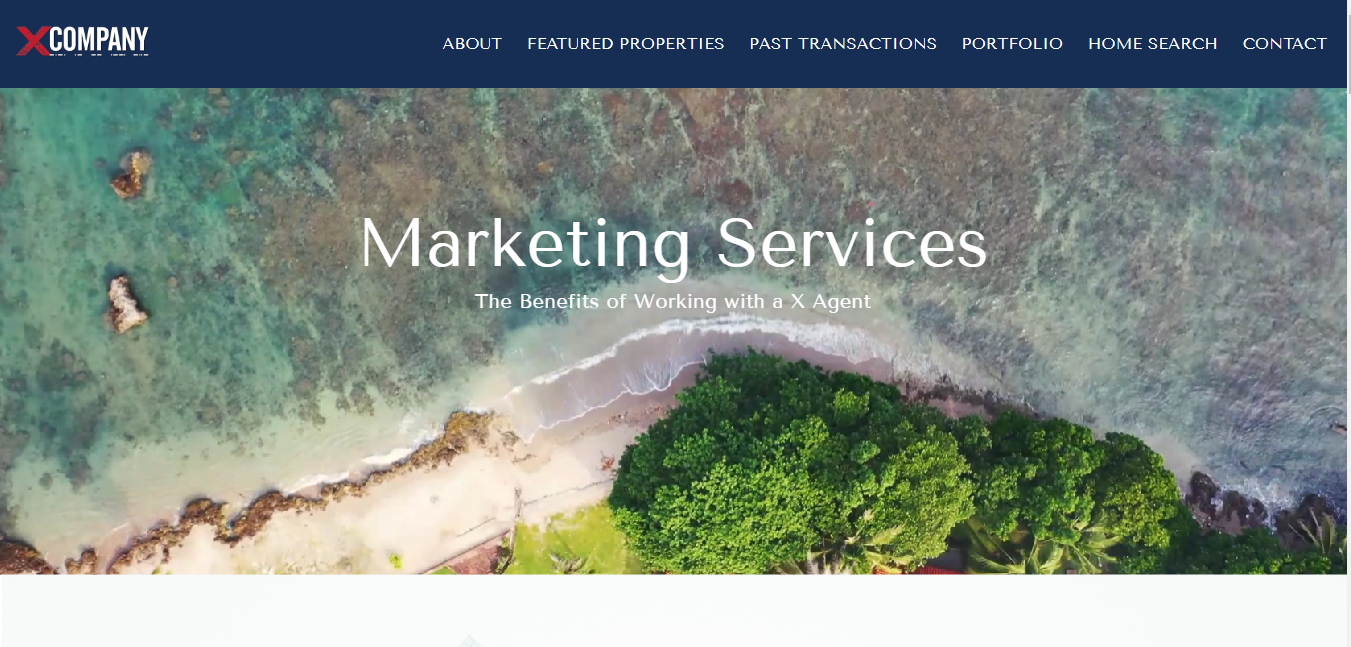 XCOMPANY
ABOUT FEATURED PROPERTIES PAST TRANSACTIONS PORTFOLIO HOME SEARCH CONTACT
Marketing Services
The Benefits of Working with a X Agent